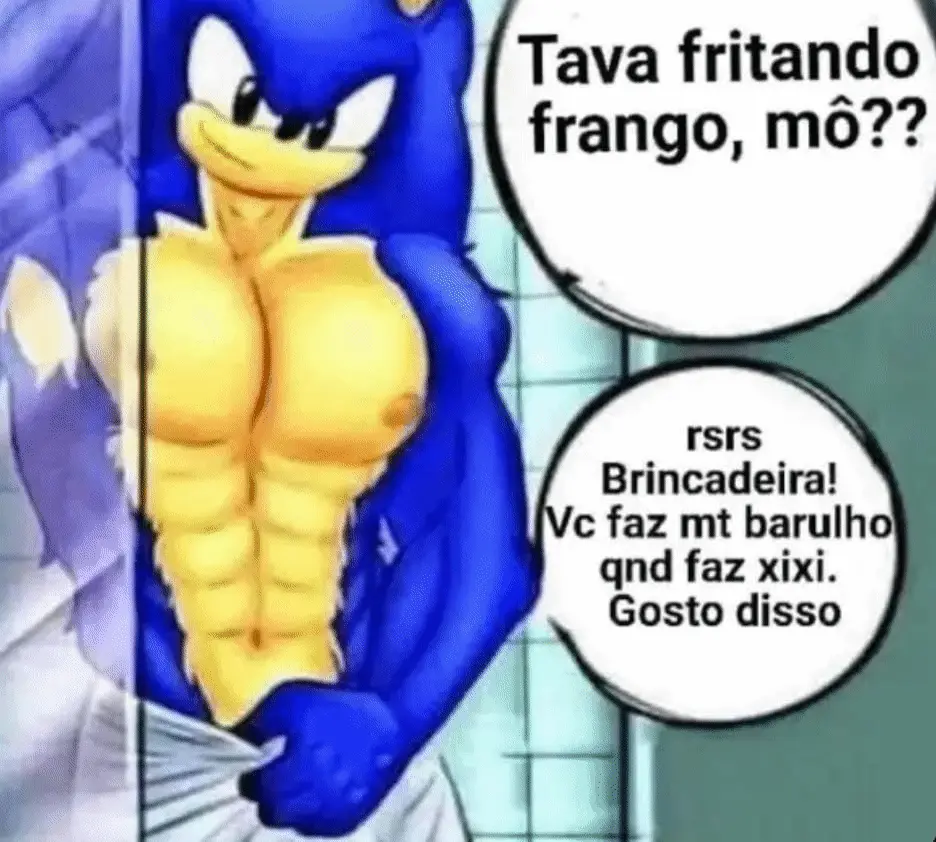 Tava fritando
frango, mô??
rsrs
Brincadeira!
Vc faz mt barulho
qnd faz xixi.
Gosto disso